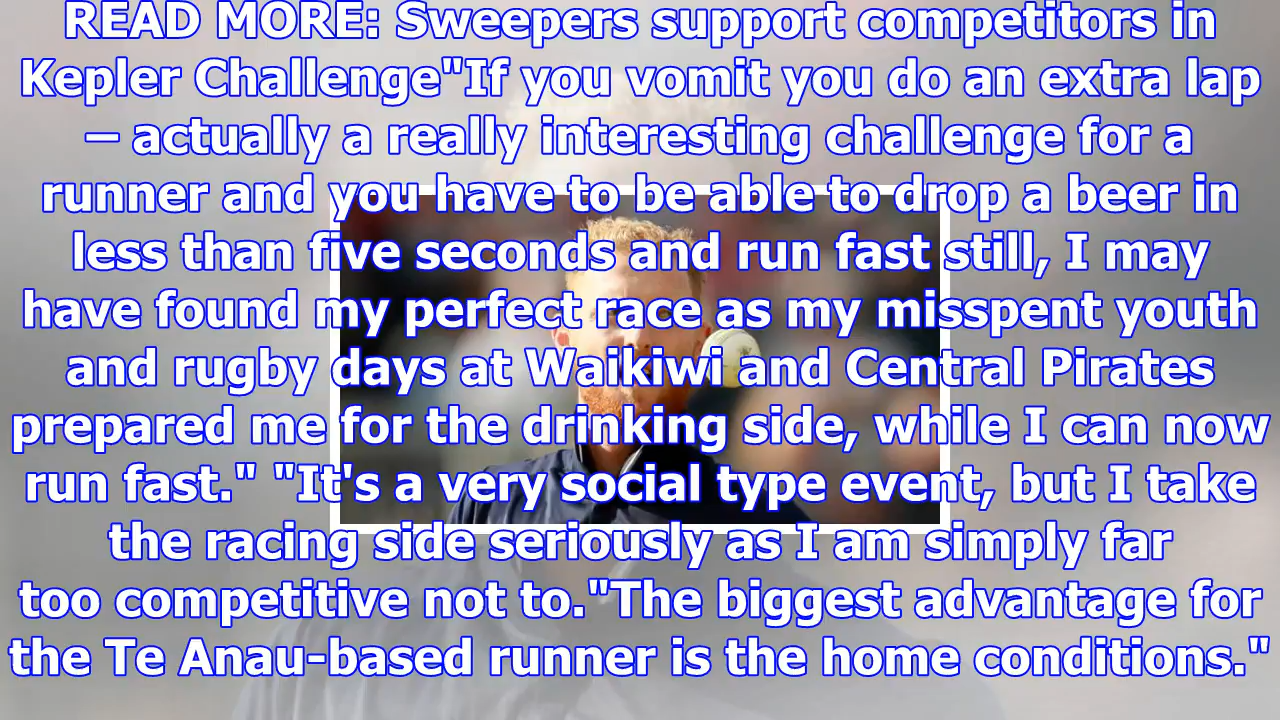 READ MORE: Sweepers support competitors in
Kepler Challenge"If you vomit you do an extra lap
– actually a really interesting challenge for a
runner and you have to be able to drop a beer in
less than five seconds and run fast still, I may
have found my perfect race as my misspent youth
and rugby days at Waikiwi and Central Pirates
prepared me for the drinking side, while I can now
run fast." "It's a very social type event, but I take
the racing side seriously as I am simply far
too competitive not to."The biggest advantage for
the Te Anau-based runner is the home conditions."